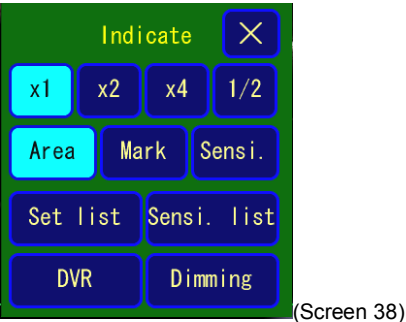 Indicate ×
x1 x2 x4 1/2
Area Mark Sensi.
Set list Sensi. list
DVR Dimming
(Screen 38)